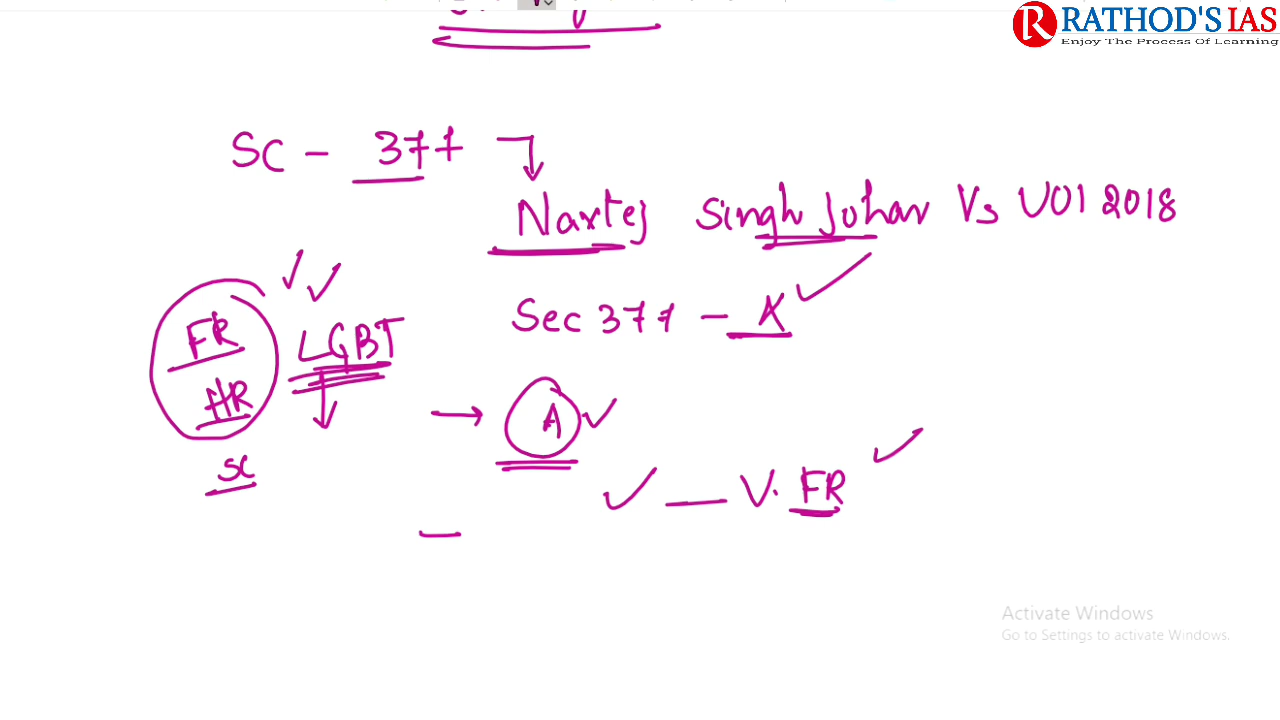 RATHOD'S IAS
Enjoy The Process Of Learning
SC - 377
Navtej Singh Johar Vs UOI 2018
Sec 377 - X
FR
HR
LGBT
A
SC
V. FR
Activate Windows
Go to Settings to activate Windows.